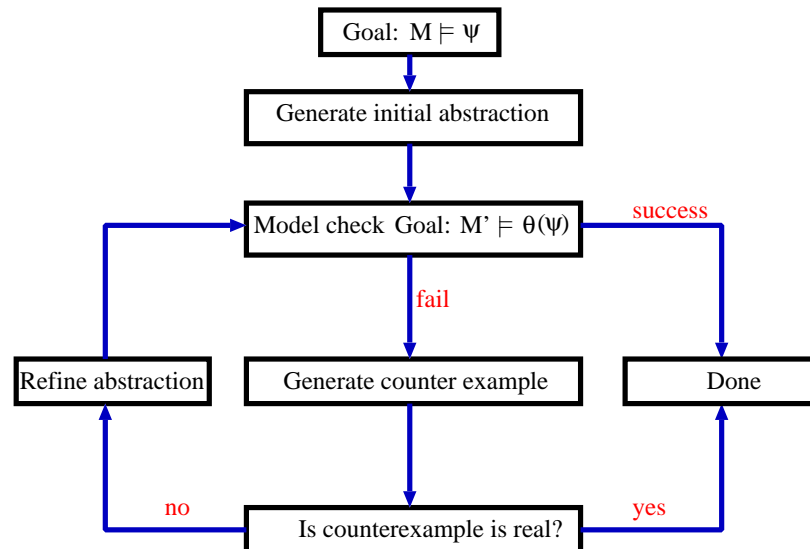 Goal: M ⊨ ψ
Generate initial abstraction
Model check Goal: M' ⊨ θ(ψ)
success
fail
Refine abstraction
Generate counter example
Done
no
Is counterexample is real?
yes